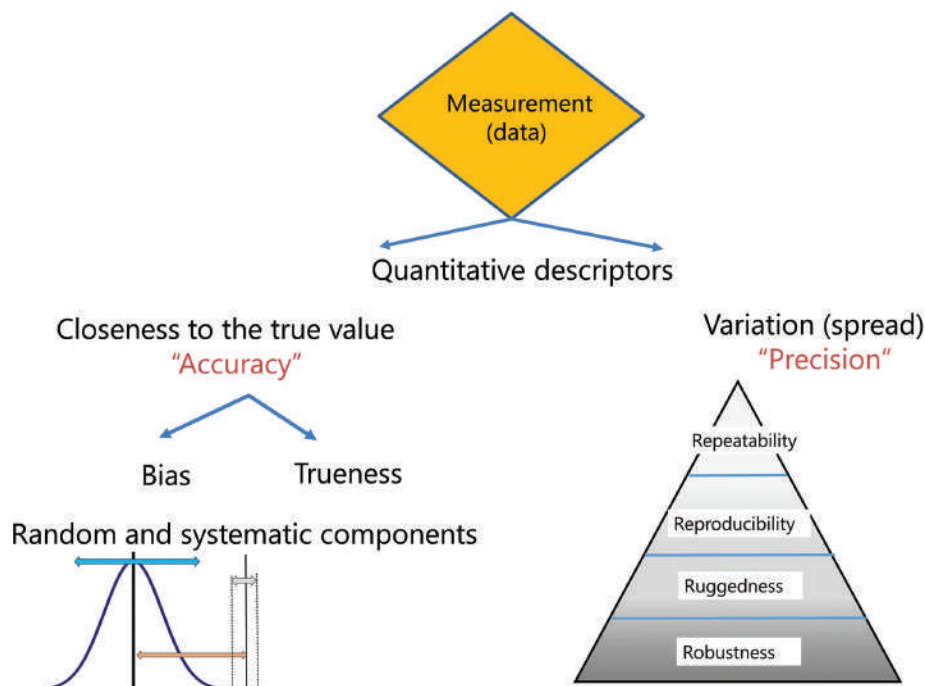 Measurement
(data)
Quantitative descriptors
Closeness to the true value
“Accuracy”
Bias
Trueness
Random and systematic components
Variation (spread)
“Precision“
Repeatability
Reproducibility
Ruggedness
Robustness